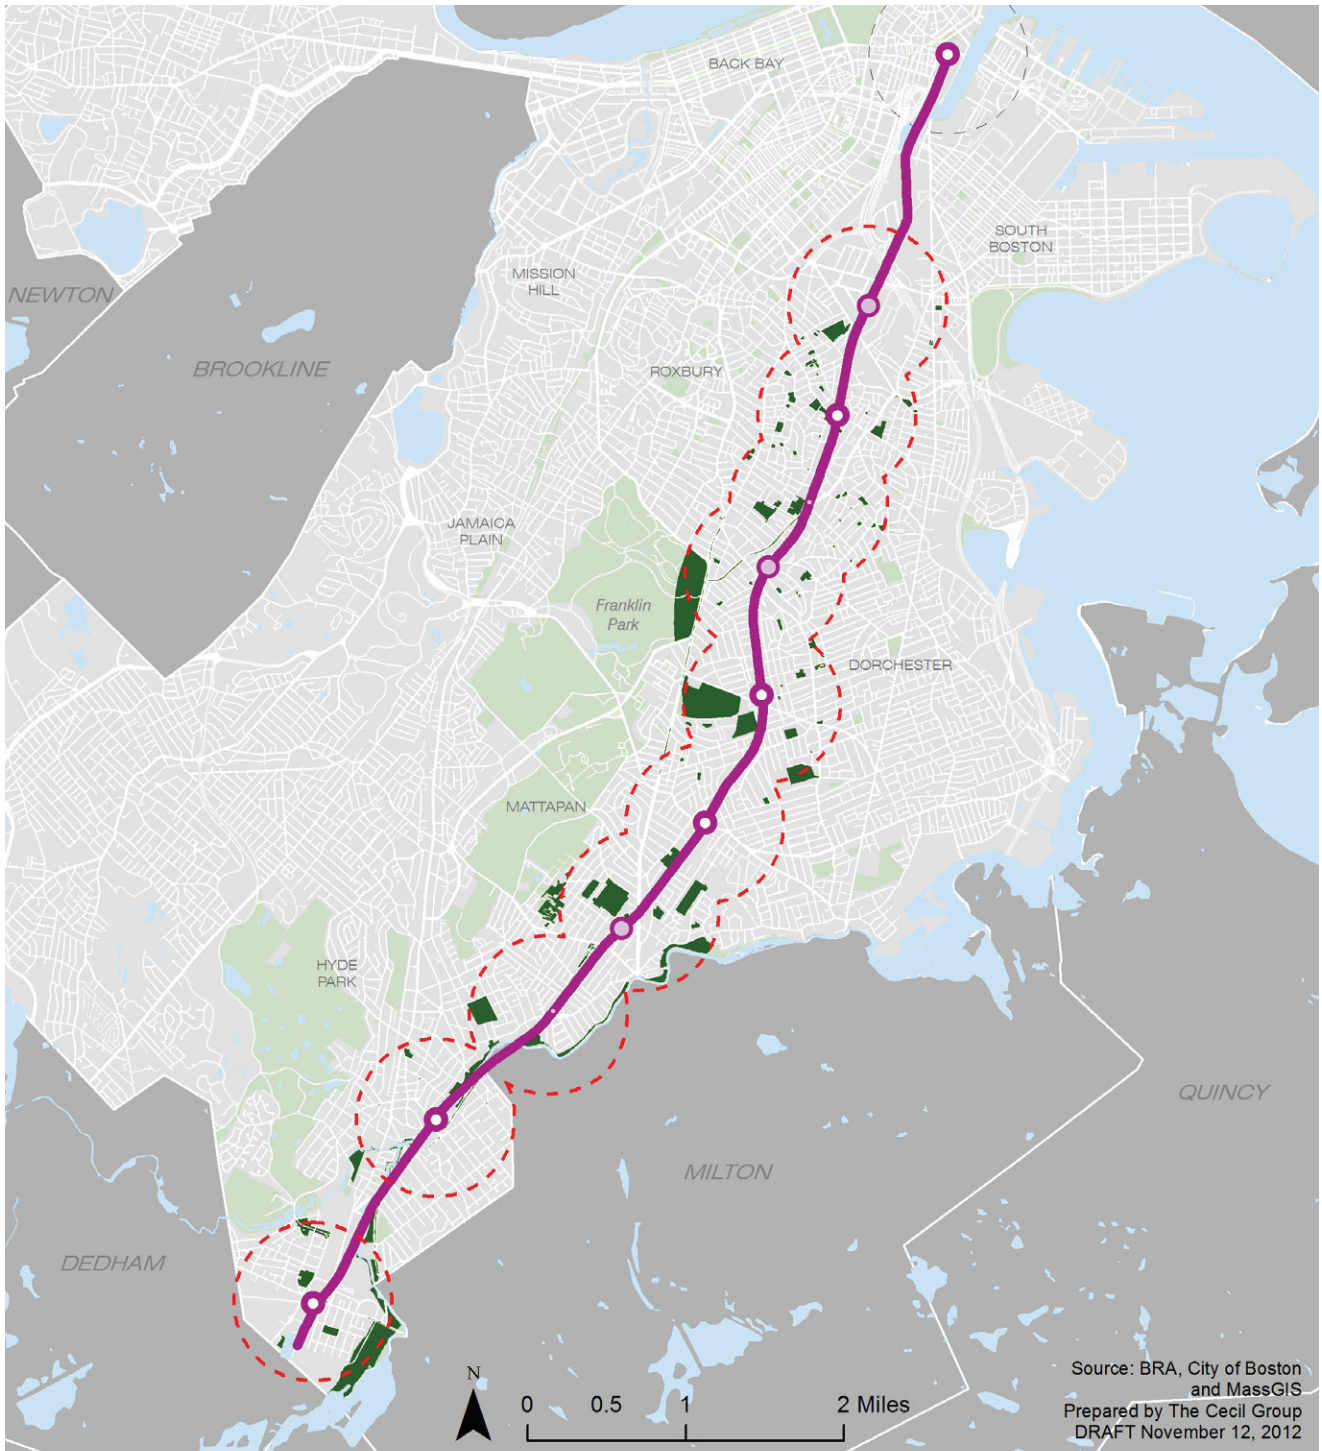 BACK BAY
SOUTH
BOSTON
MISSION
HILL
NEWTON
BROOKLINE
ROXBURY
JAMAICA
PLAIN
Franklin
Park
DORCHESTER
MATTAPAN
HYDE
PARK
QUINCY
MILTON
DEDHAM
N
0 0.5 1 2 Miles
Source: BRA, City of Boston
and MassGIS
Prepared by The Cecil Group
DRAFT November 12, 2012